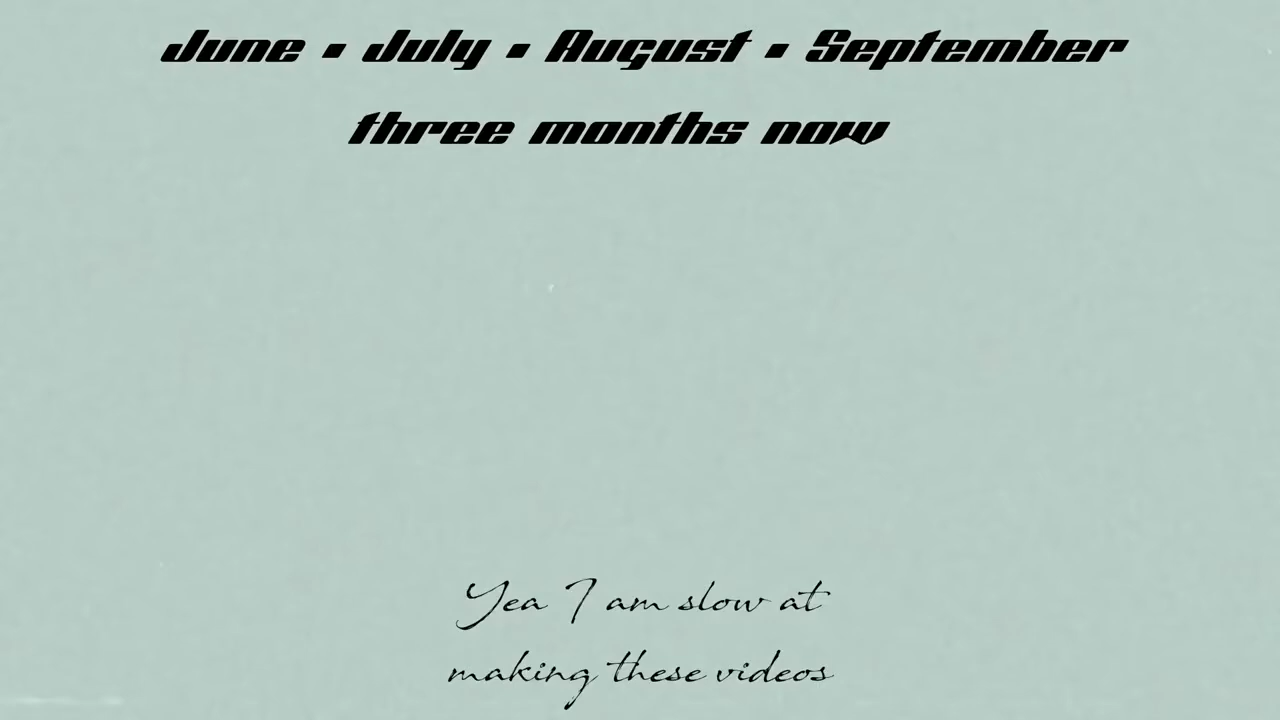 June • July • August • September
three months now
Yea I am slow at
making these videos